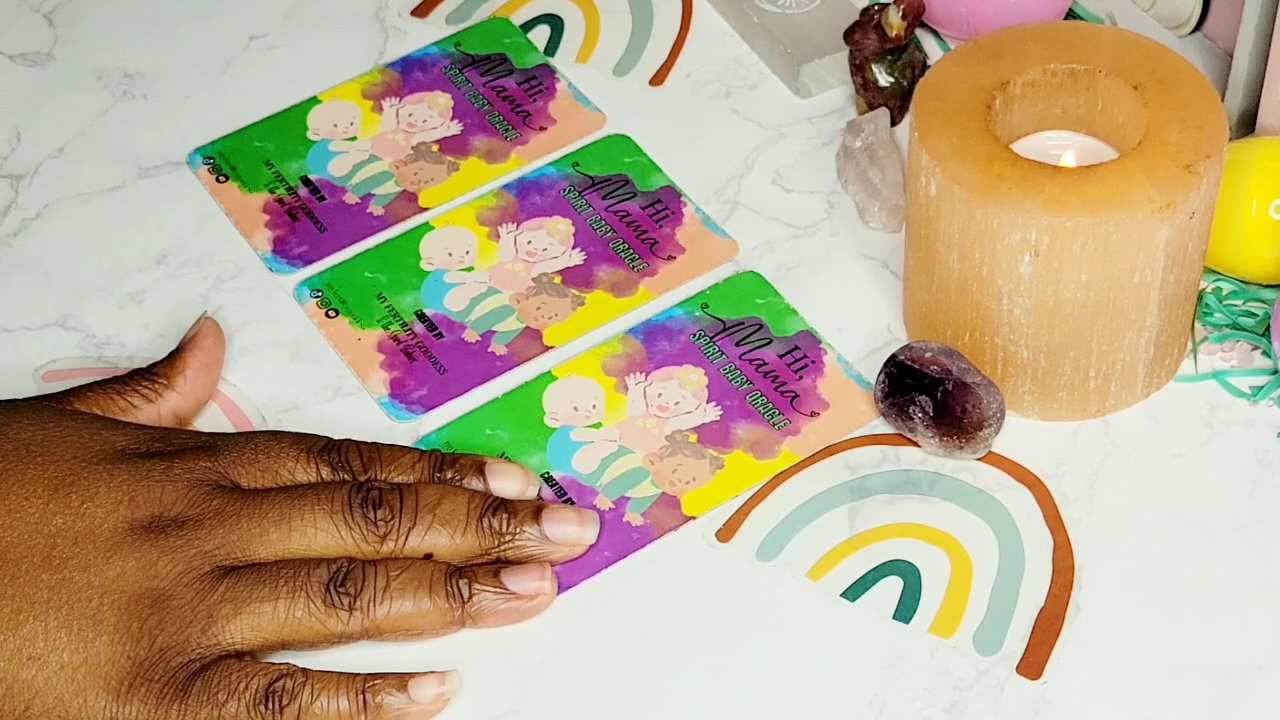 Hi,
Mama
SPIRIT BABY ORACLE
CREATED BY
MY FERTILITY GODDESS
Hi,
Mama
SPIRIT BABY ORACLE
CREATED BY
MY FERTILITY GODDESS
Hi,
Mama
SPIRIT BABY ORACLE
CREATED BY